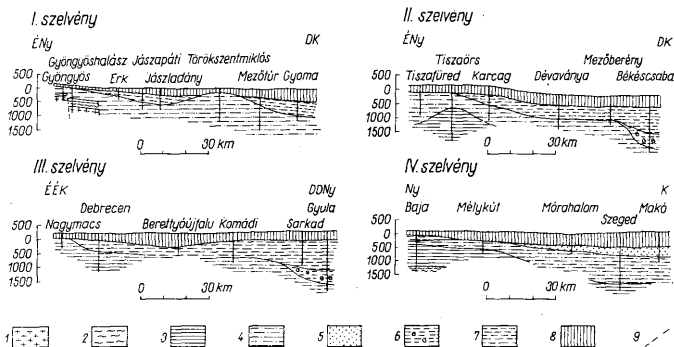 I. szelvény
ÉNy DK
Gyöngyöshalász Jászapáti Törökszentmiklós
Gyöngyös Erk Jászladány Mezőtúr Gyoma
500
0
500
1000
1500
0 30 km
II. szelvény
ÉNy DK
Tiszaörs Mezőberény
Tiszafüred Karcag Dévaványa Békéscsaba
500
0
500
1000
1500
0 30 km
III. szelvény
ÉÉK DDNy
Debrecen Gyula
Nagymacs Berettyóújfalu Komádi Sarkad
500
0
500
1000
1500
0 30 km
IV. szelvény
Ny K
Baja Mélykút Mórahalom Makó
Szeged
500
0
500
1000
1500
0 30 km
1 2 3 4 5 6 7 8 9